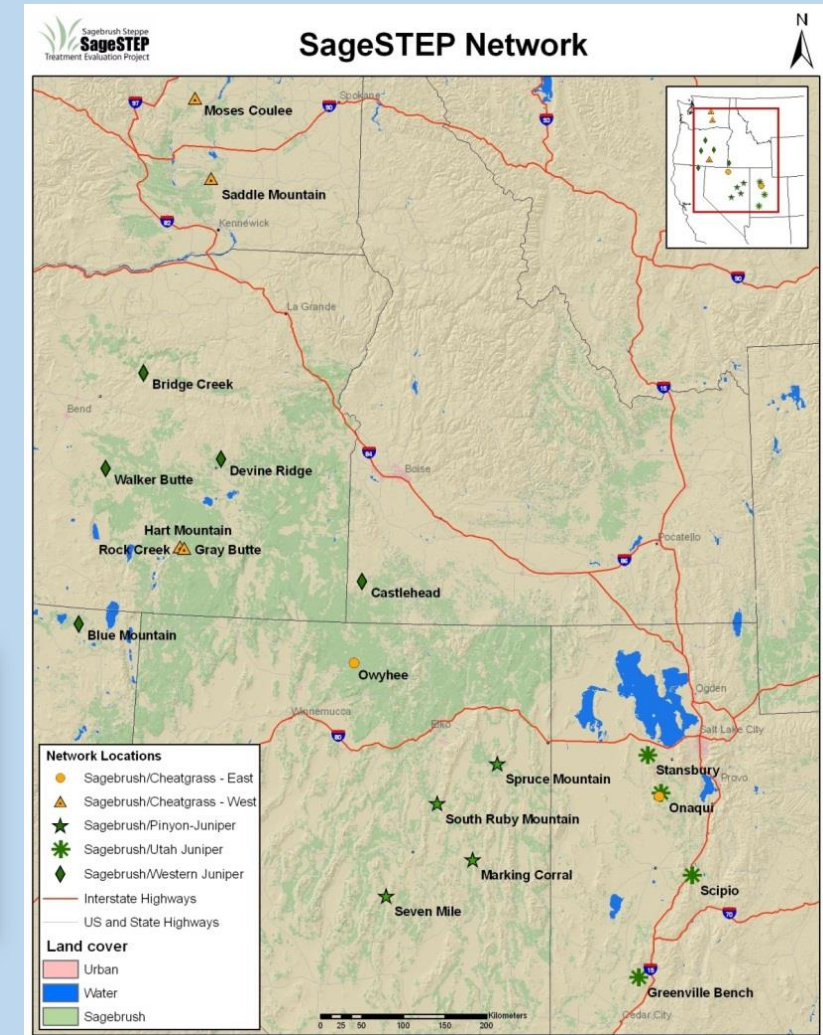 Sagebrush Steppe
SageSTEP
Treatment Evaluation Project
SageSTEP Network
N
97
Moses Coulee
90
Spokane
93
Saddle Mountain
82
Kennewick
90
La Grande
Bridge Creek
15
Bend
Devine Ridge
84
Boise
Walker Butte
Hart Mountain
Rock Creek
Gray Butte
Pocatello
86
Castlehead
Blue Mountain
Owyhee
Ogden
Winnemucca
Elko
80
Salt Lake City
Stansbury
Spruce Mountain
Provo
Onaqui
South Ruby Mountain
Marking Corral
Scipio
Seven Mile
70
15
Greenville Bench
Cedar City
Network Locations
Sagebrush/Cheatgrass - East
Sagebrush/Cheatgrass - West
Sagebrush/Pinyon-Juniper
Sagebrush/Utah Juniper
Sagebrush/Western Juniper
Interstate Highways
US and State Highways
Land cover
Urban
Water
Sagebrush
Kilometers
0 25 50 100 150 200